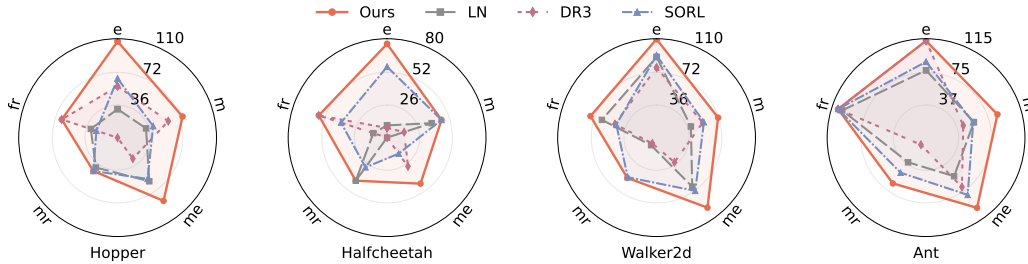 Ours LN DR3 SORL
e 110 e 80 e 110 e 115
72 52 72 75
fr 36 m fr 26 m fr 36 m fr 37 m
mr me mr me mr me mr me
Hopper Halfcheetah Walker2d Ant